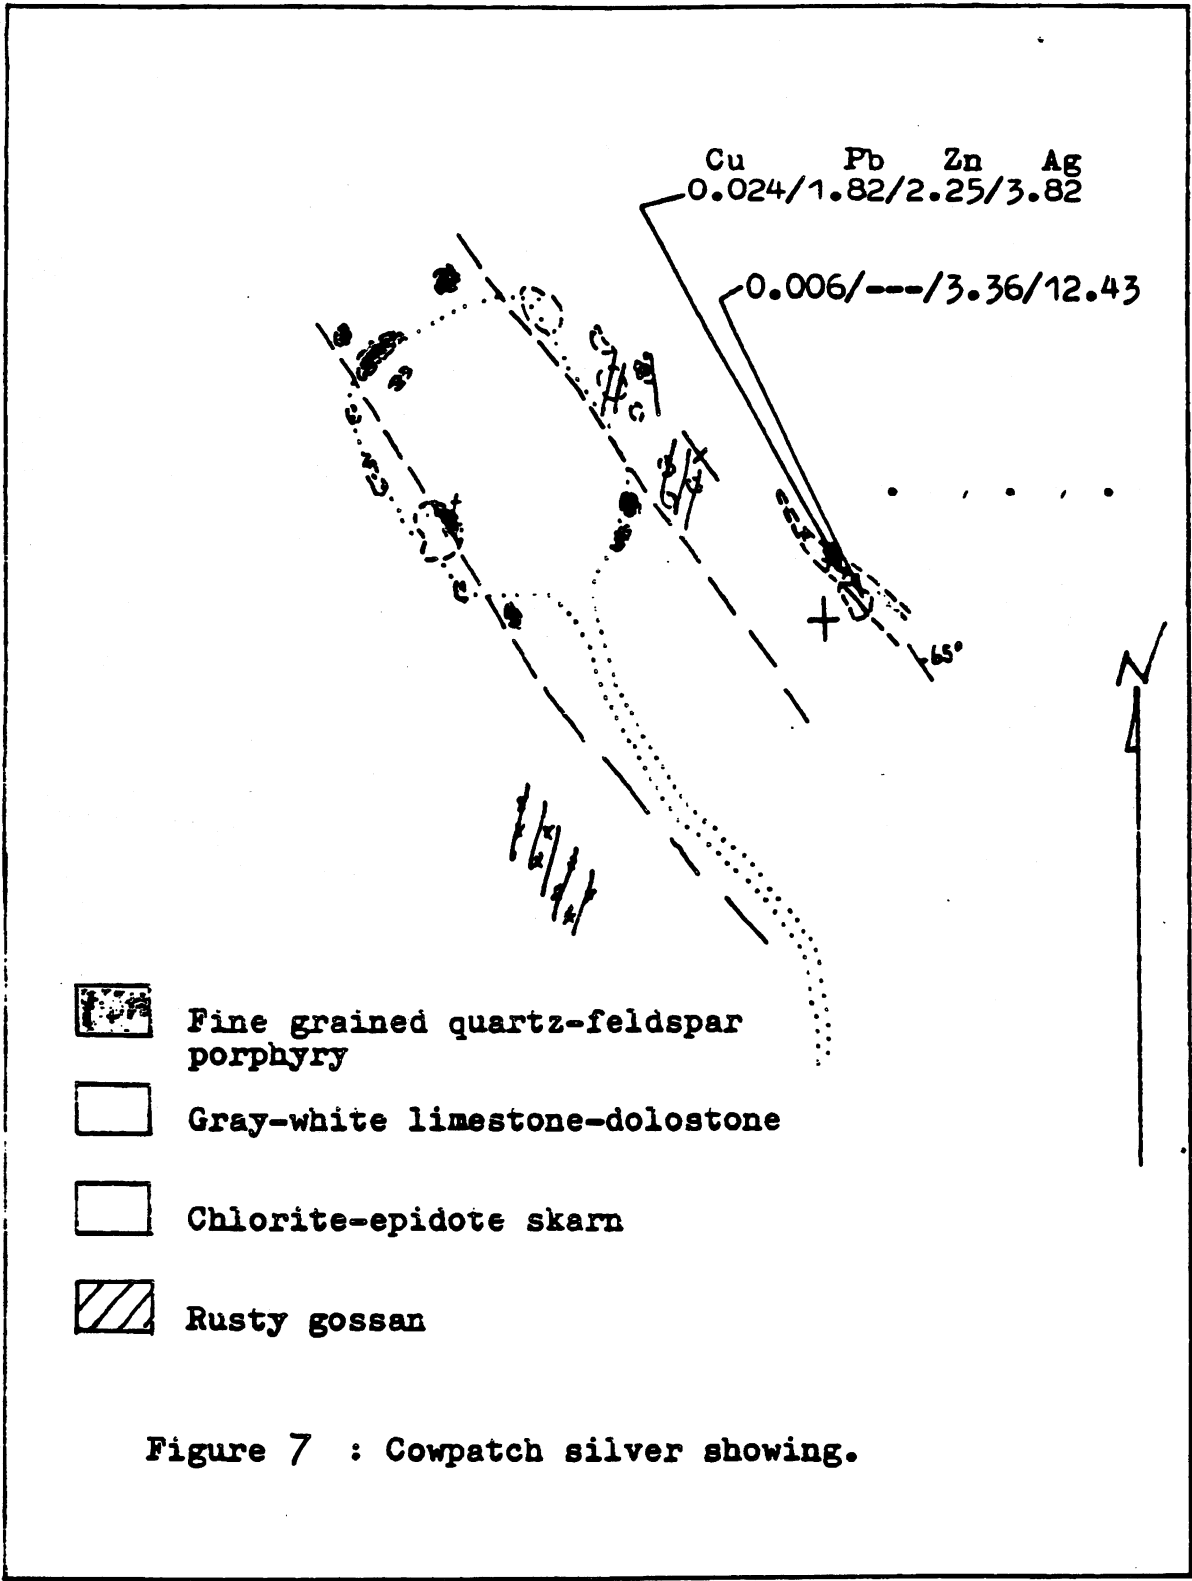 Cu Pb Zn Ag
0.024/1.82/2.25/3.82
0.006/---/3.36/12.43
65°
N
Fine grained quartz-feldspar
porphyry
Gray-white limestone-dolostone
Chlorite-epidote skarn
Rusty gossan
Figure 7 : Cowpatch silver showing.